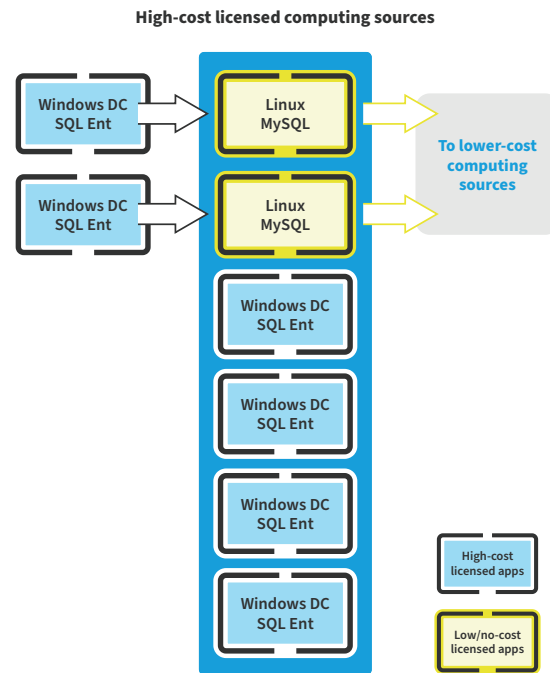 High-cost licensed computing sources
Windows DC
SQL Ent
Linux
MySQL
To lower-cost
computing
sources
Windows DC
SQL Ent
Linux
MySQL
Windows DC
SQL Ent
Windows DC
SQL Ent
Windows DC
SQL Ent
Windows DC
SQL Ent
High-cost
licensed apps
Low/no-cost
licensed apps